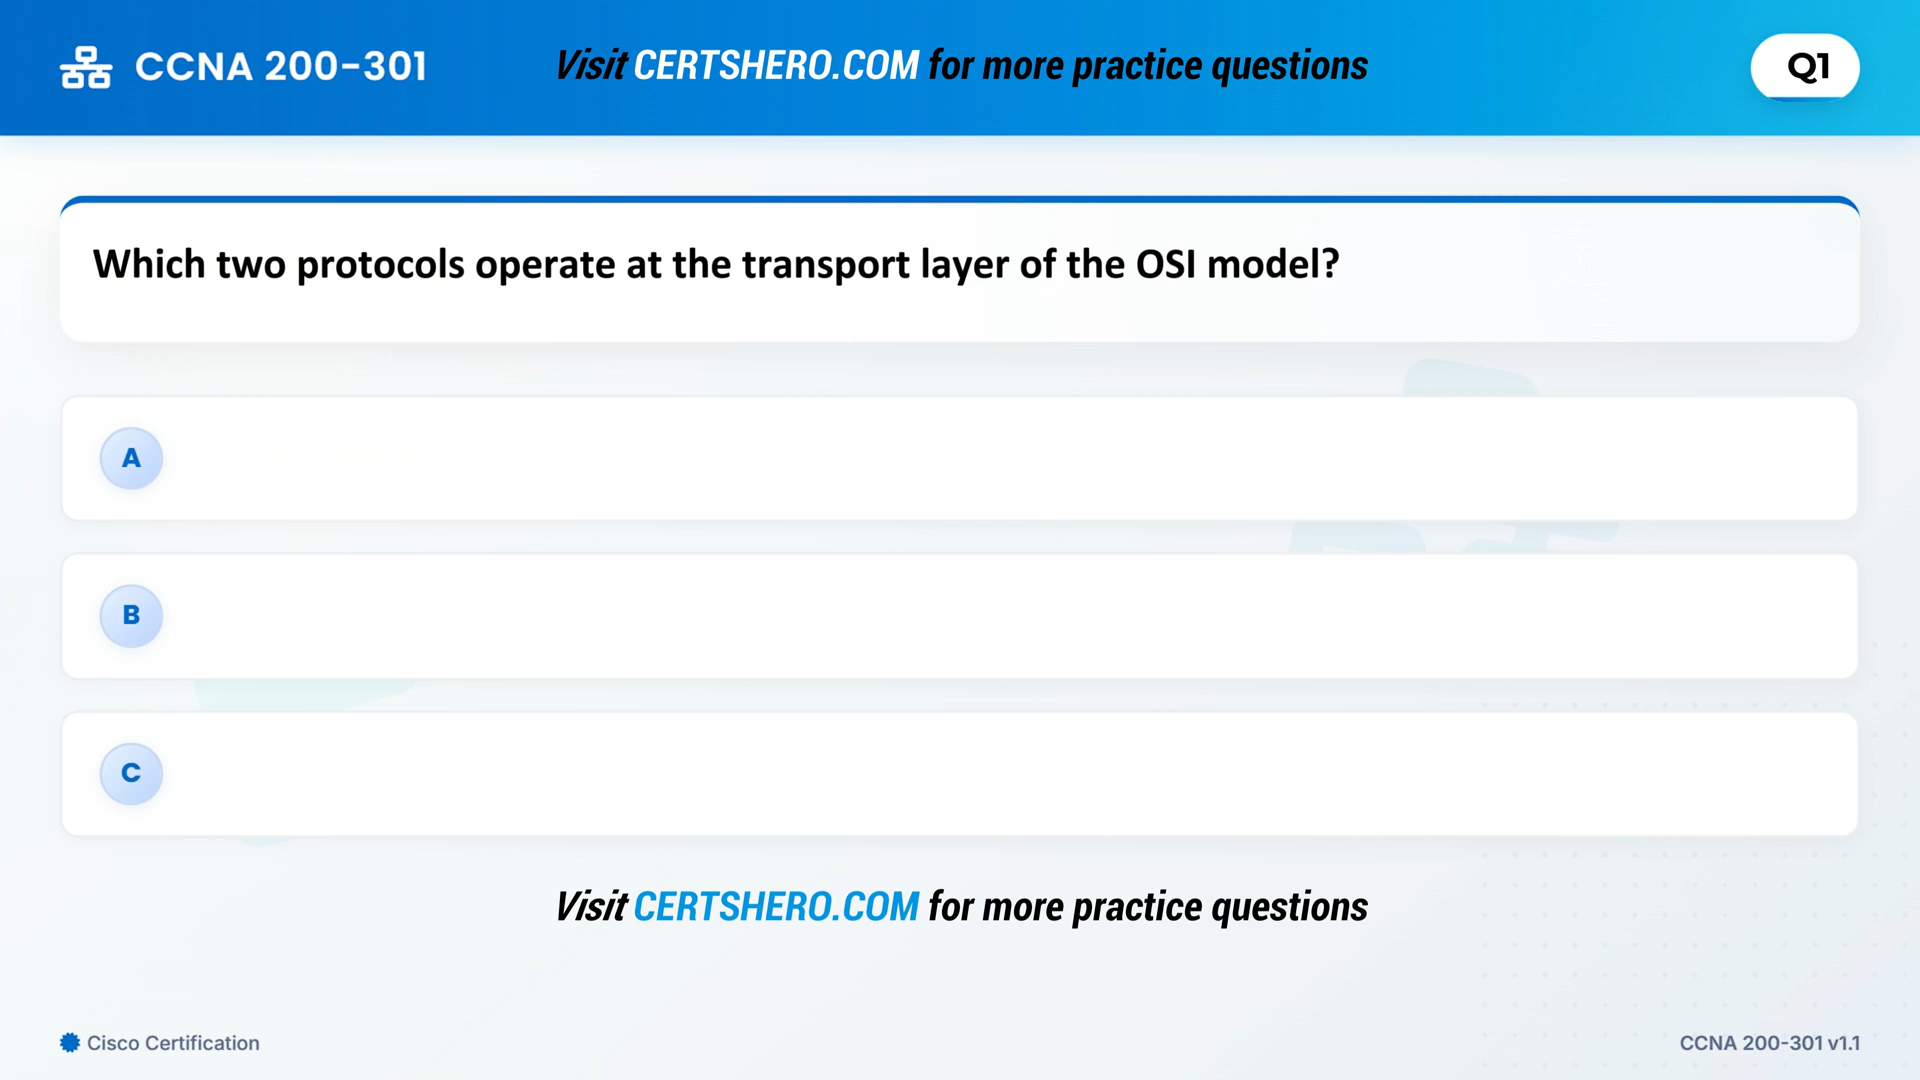 CCNA 200-301
Visit CERTSHERO.COM for more practice questions
Q1
Which two protocols operate at the transport layer of the OSI model?
A
B
C
Visit CERTSHERO.COM for more practice questions
Cisco Certification
CCNA 200-301 v1.1